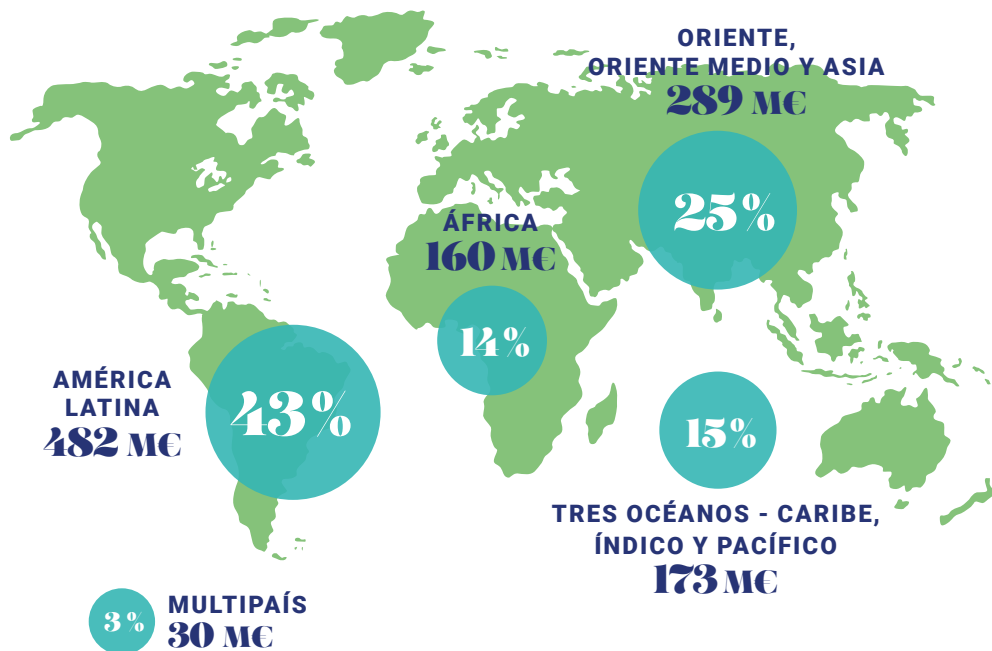 ORIENTE,
ORIENTE MEDIO Y ASIA
289 M€
25%
ÁFRICA
160 M€
14%
AMÉRICA
LATINA
482 M€
43%
15%
TRES OCÉANOS - CARIBE,
ÍNDICO Y PACÍFICO
173 M€
3%
MULTIPAÍS
30 M€